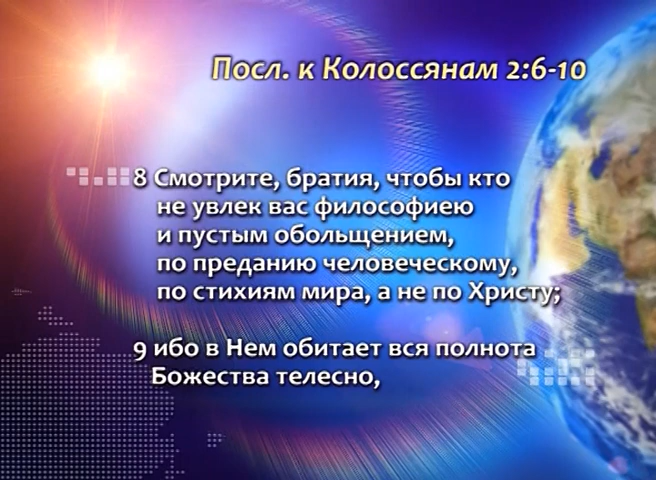 Посл. к Колоссянам 2:6-10
8 Смотрите, братия, чтобы кто
не увлек вас философиею
и пустым обольщением,
по преданию человеческому,
по стихиям мира, а не по Христу;
9 ибо в Нем обитает вся полнота
Божества телесно,